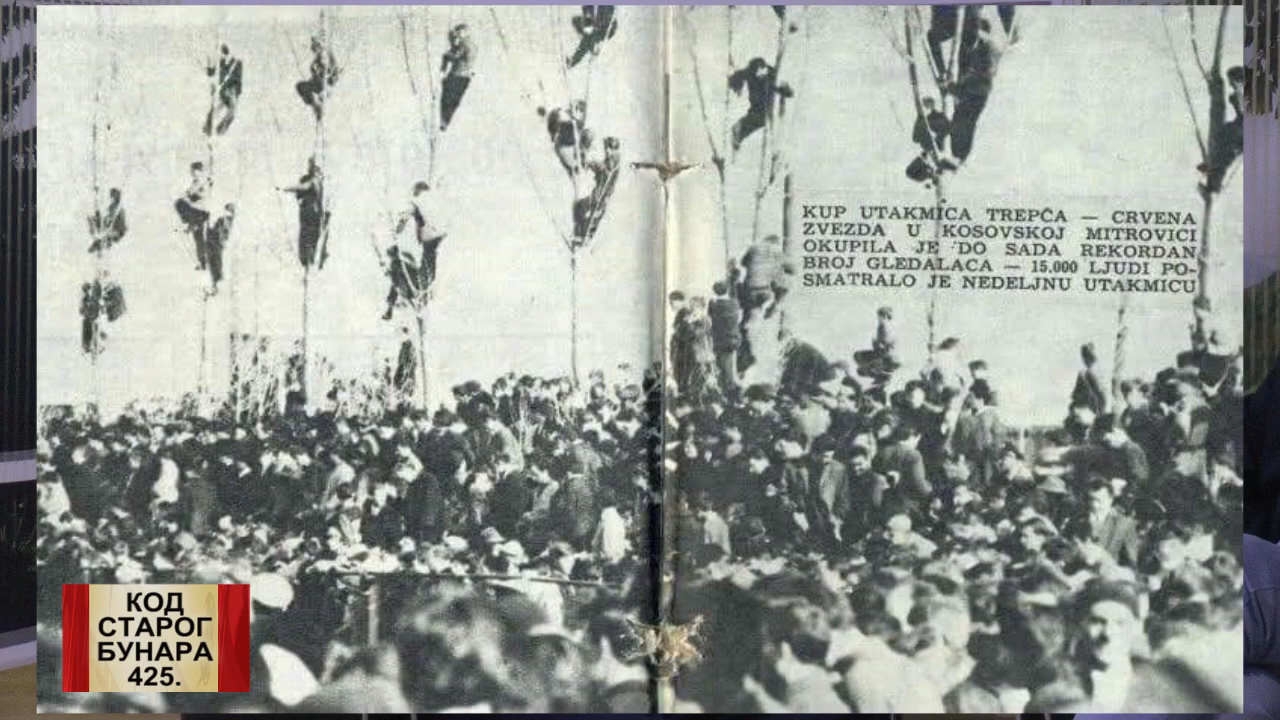 KUP UTAKMICA TREPČA — CRVENA
ZVEZDA U KOSOVSKOJ MITROVICI
OKUPILA JE DO SADA REKORDAN
BROJ GLEDALACA — 15.000 LJUDI PO-
SMATRALO JE NEDELJNU UTAKMICU
КОД
СТАРОГ
БУНАРА
425.